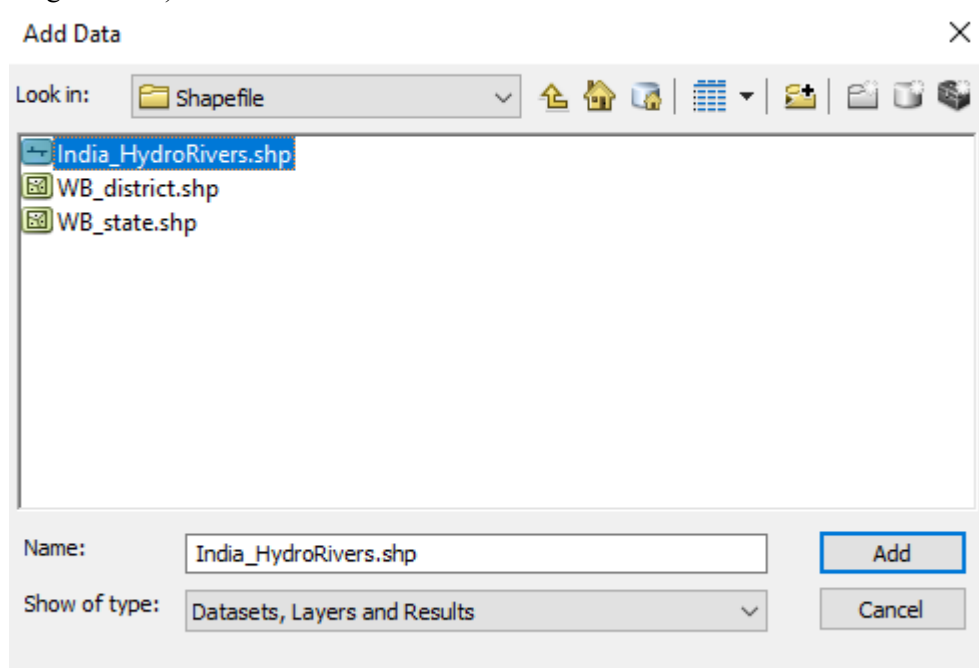 Add Data
Look in: Shapefile
India_HydroRivers.shp
WB_district.shp
WB_state.shp
Name: India_HydroRivers.shp Add
Show of type: Datasets, Layers and Results Cancel